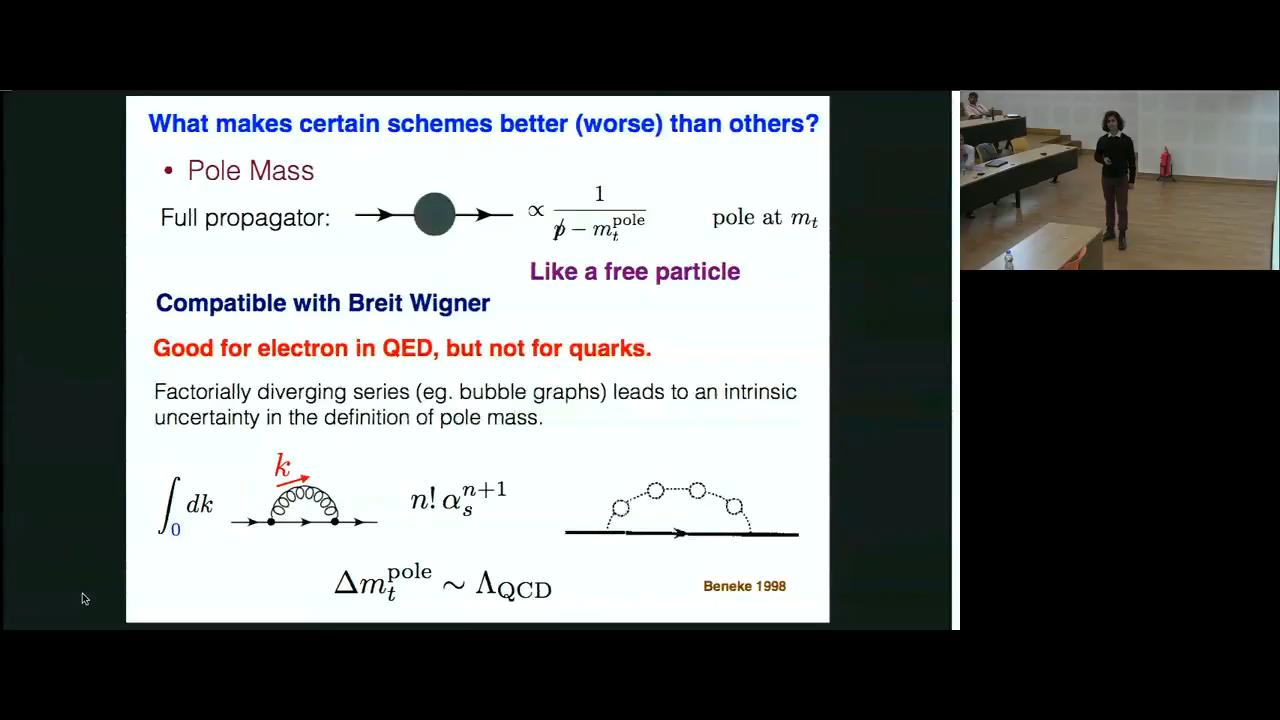 What makes certain schemes better (worse) than others?
• Pole Mass
Full propagator: ∝ 1 / (p̸ − m_t^pole) pole at m_t
Like a free particle
Compatible with Breit Wigner
Good for electron in QED, but not for quarks.
Factorially diverging series (eg. bubble graphs) leads to an intrinsic
uncertainty in the definition of pole mass.
k
∫_0 dk n! α_s^{n+1}
Δm_t^pole ∼ Λ_QCD
Beneke 1998